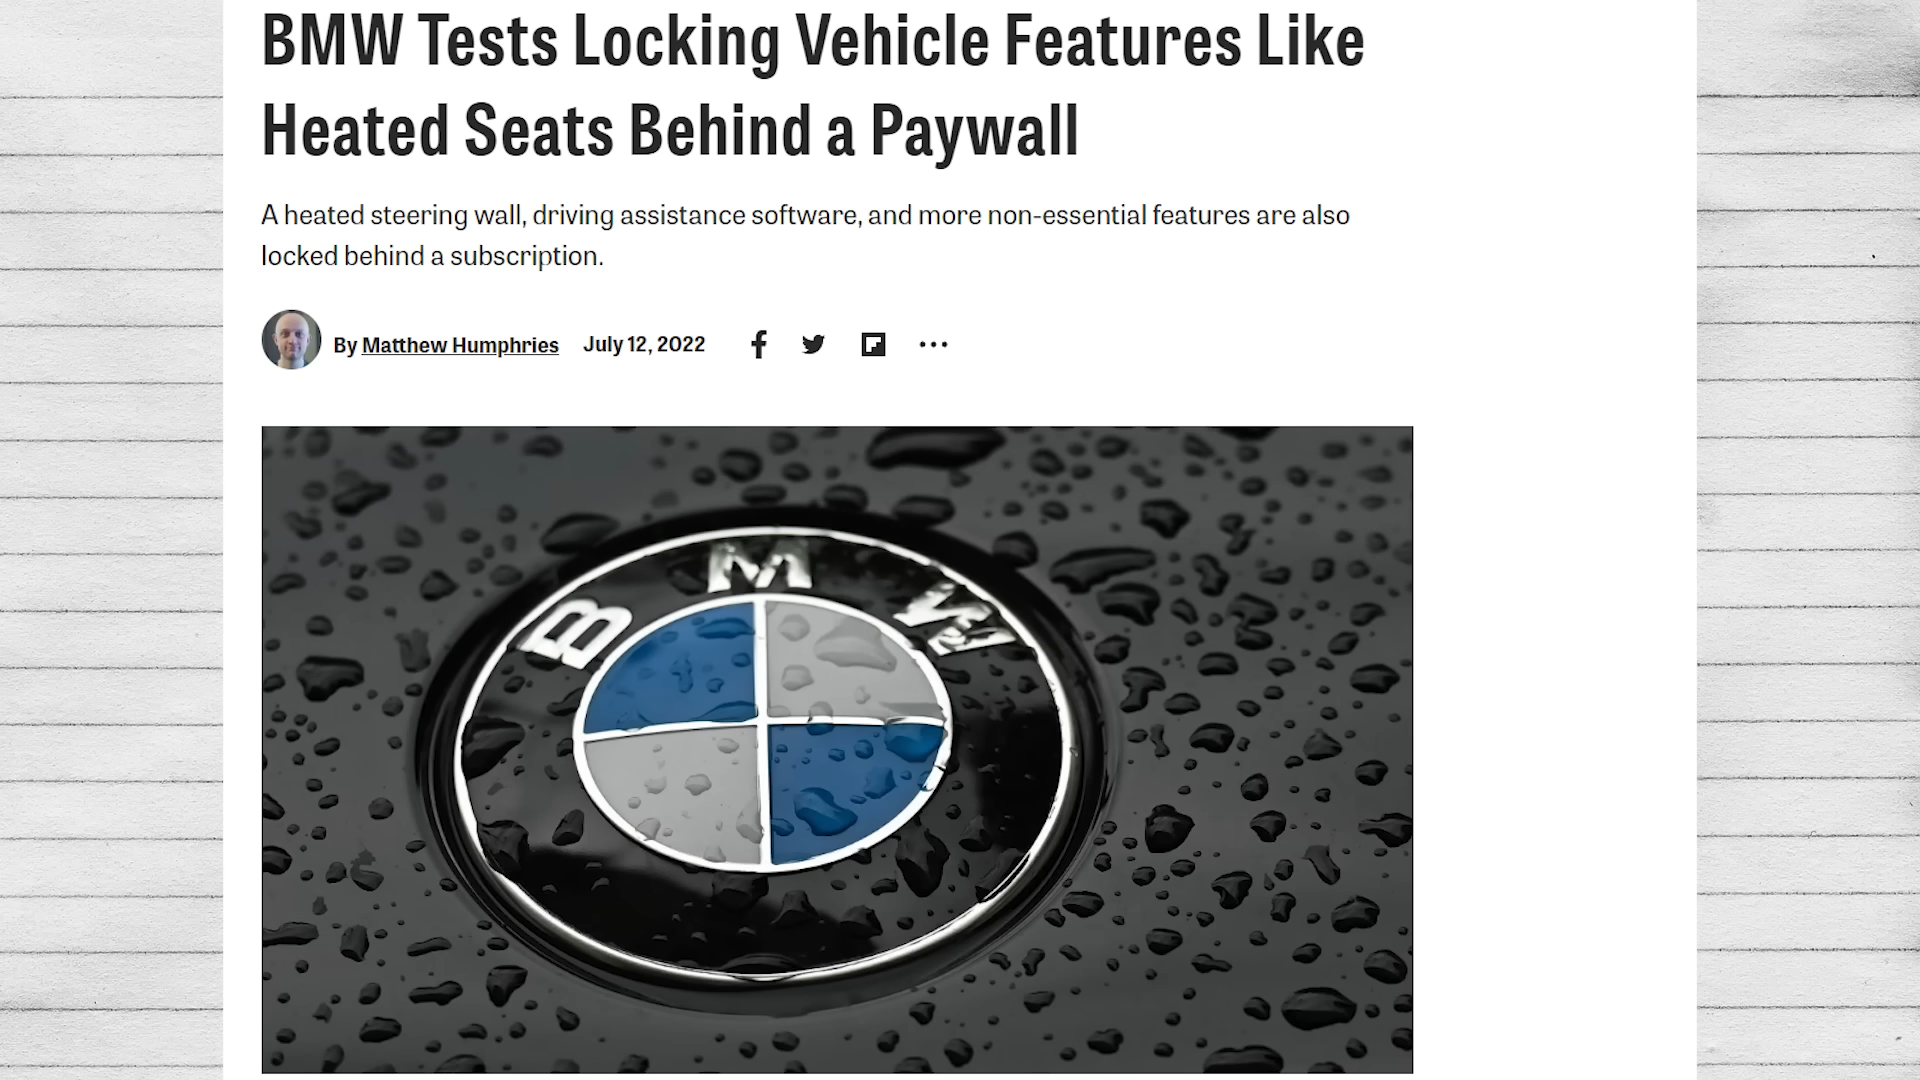 BMW Tests Locking Vehicle Features Like
Heated Seats Behind a Paywall
A heated steering wall, driving assistance software, and more non-essential features are also
locked behind a subscription.
By Matthew Humphries July 12, 2022
BMW